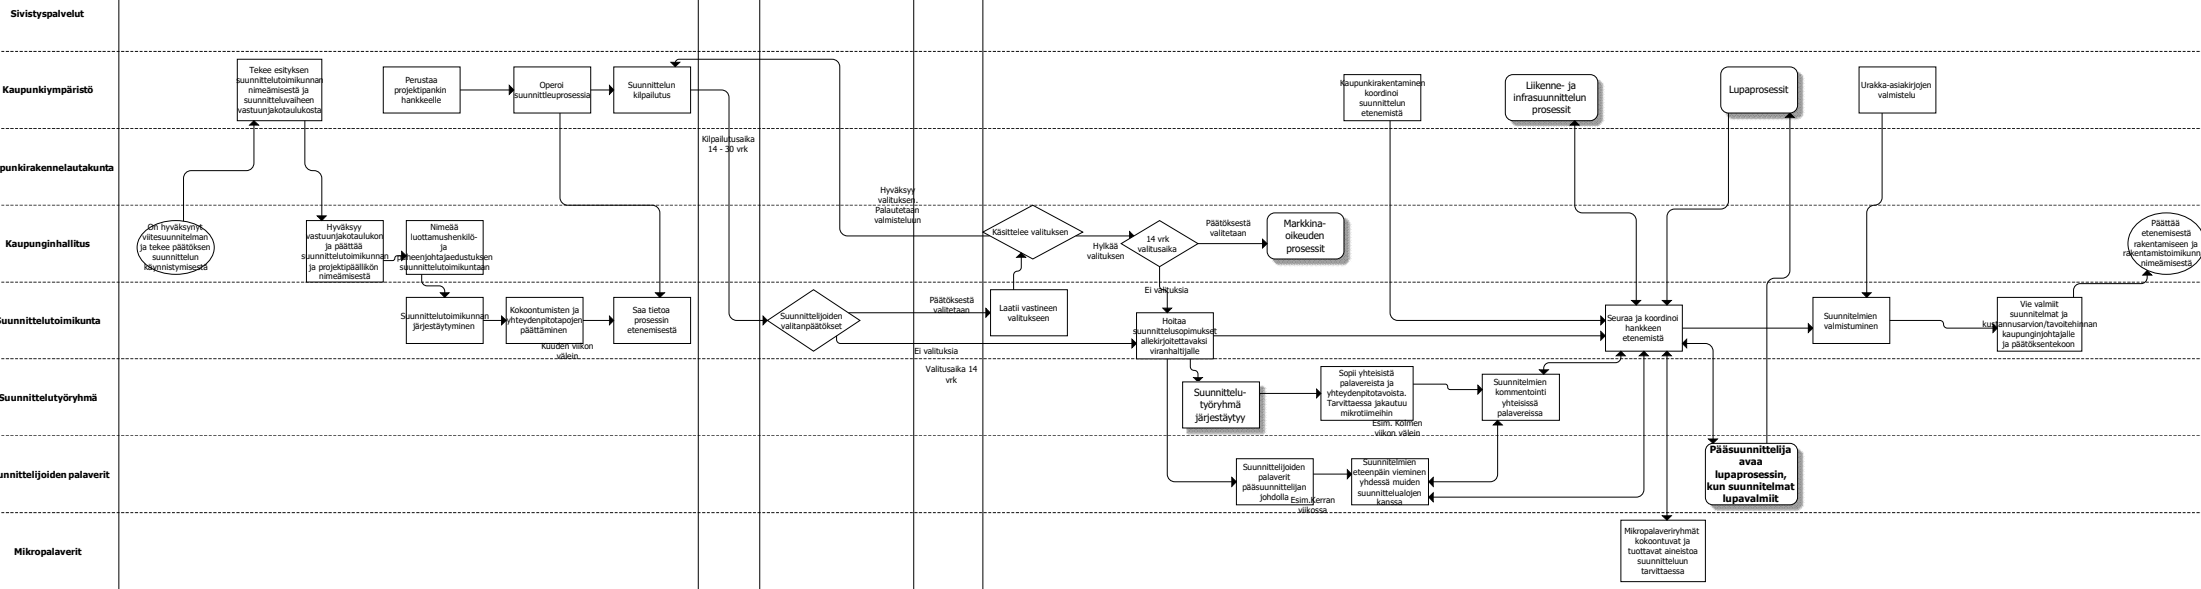 Sivistyspalvelut
Kaupunkiympäristö
Tekee esityksen
suunnittelutoimikunnan
nimeämisestä ja
suunnitteluvaiheen
vastuunjakotaulukosta
Perustaa
projektipankin
hankkeelle
Operoi
suunnittleuprosessia
Suunnittelun
kilpailutus
Kaupunkirakentaminen
koordinoi
suunnittelun
etenemistä
Liikenne- ja
infrasuunnittelun
prosessit
Lupaprosessit
Urakka-asiakirjojen
valmistelu
Kilpailutusaika
14 - 30 vrk
punkirakennelautakunta
Hyväksyy
valituksen.
Palautetaan
valmisteluun
Kaupunginhallitus
On hyväksynyt
viitesuunnitelman
ja tekee päätöksen
suunnittelun
käynnistymisestä
Hyväksyy
vastuunjakotaulukon
ja päättää
suunnittelutoimikunnan
ja projektipäällikön
nimeämisestä
Nimeää
luottamushenkilö-
ja
puheenjohtajaedustuksen
suunnittelutoimikuntaan
Käsittelee valituksen
Hylkää
valituksen
14 vrk
valitusaika
Päätöksestä
valitetaan
Markkina-
oikeuden
prosessit
Päättää
etenemisestä
rakentamiseen ja
rakentamistoimikunn
nimeämisestä
Ei valituksia
uunnittelutoimikunta
Suunnittelutoimikunnan
järjestäytyminen
Kokoontumisten ja
yhteydenpitotapojen
päättäminen
Kuuden viikon
välein
Saa tietoa
prosessin
etenemisestä
Suunnittelijoiden
valitanpäätökset
Päätöksestä
valitetaan
Laatii vastineen
valitukseen
Ei valituksia
Valitusaika 14
vrk
Hoitaa
suunnittelusopimukset
allekirjoitettavaksi
viranhaltijalle
Seuraa ja koordinoi
hankkeen
etenemistä
Suunnitelmien
valmistuminen
Vie valmiit
suunnitelmat ja
kustannusarvion/tavoitehinnan
kaupunginjohtajalle
ja päätöksentekoon
Suunnittelutyöryhmä
Suunnittelu-
työryhmä
järjestäytyy
Sopii yhteisistä
palavereista ja
yhteydenpitotavoista.
Tarvittaessa jakautuu
mikrotiimeihin
Esim. Kolmen
viikon välein
Suunnitelmien
kommentointi
yhteisissä
palavereissa
unnittelijoiden palaverit
Suunnittelijoiden
palaverit
pääsuunnittelijan
johdolla
Esim.Kerran
viikossa
Suunnitelmien
eteenpäin vieminen
yhdessä muiden
suunnittelualojen
kanssa
Pääsuunnittelija
avaa
lupaprosessin,
kun suunnitelmat
lupavalmiit
Mikropalaverit
Mikropalaveriryhmät
kokoontuvat ja
tuottavat aineistoa
suunnitteluun
tarvittaessa